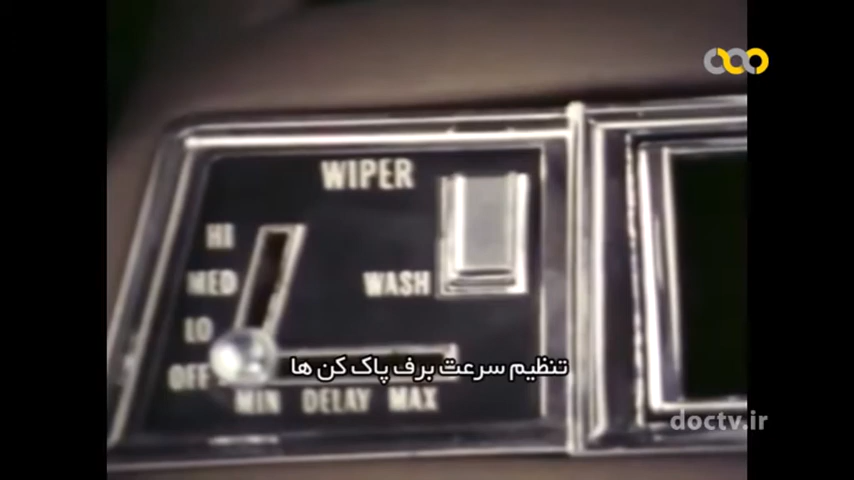 WIPER
HI
MED
WASH
LO
OFF
MIN DELAY MAX
تنظیم سرعت برف پاک کن ها
doctv.ir